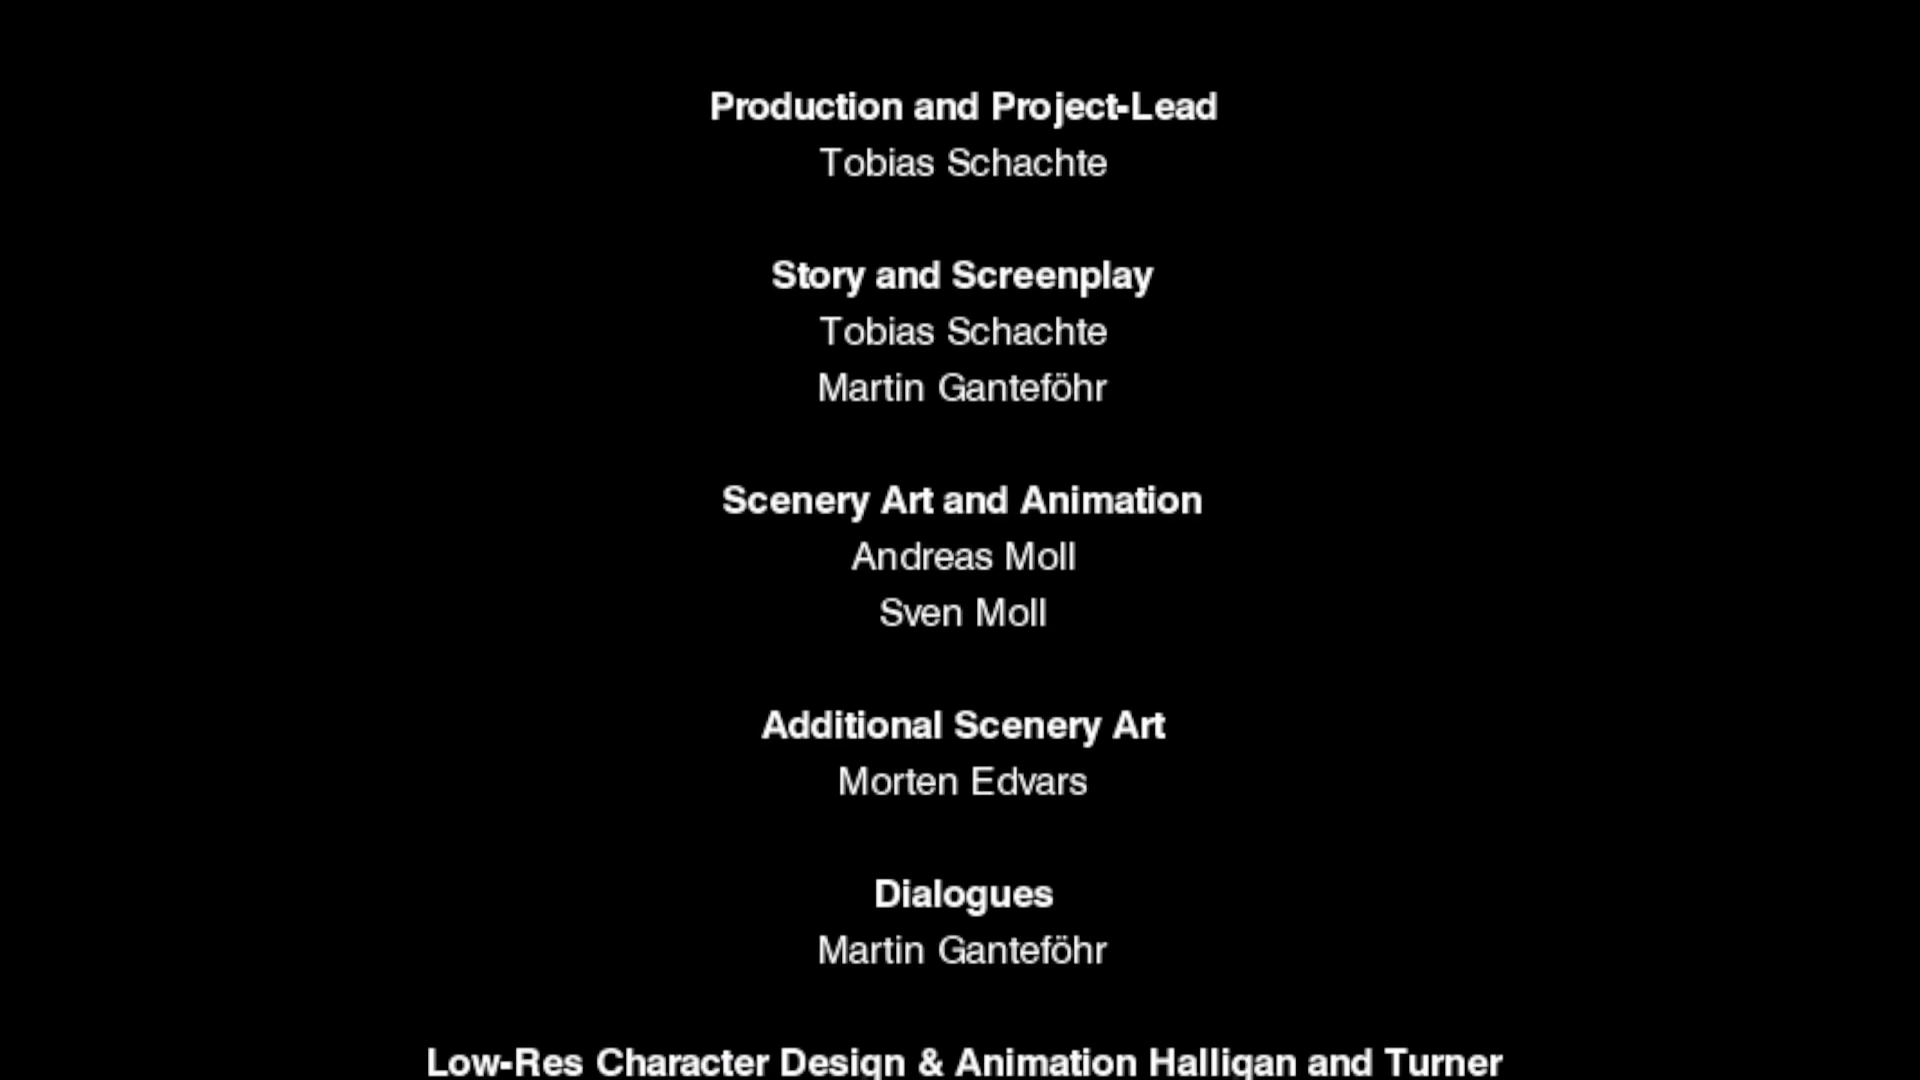 Production and Project-Lead
Tobias Schachte
Story and Screenplay
Tobias Schachte
Martin Ganteföhr
Scenery Art and Animation
Andreas Moll
Sven Moll
Additional Scenery Art
Morten Edvars
Dialogues
Martin Ganteföhr
Low-Res Character Design & Animation Halligan and Turner